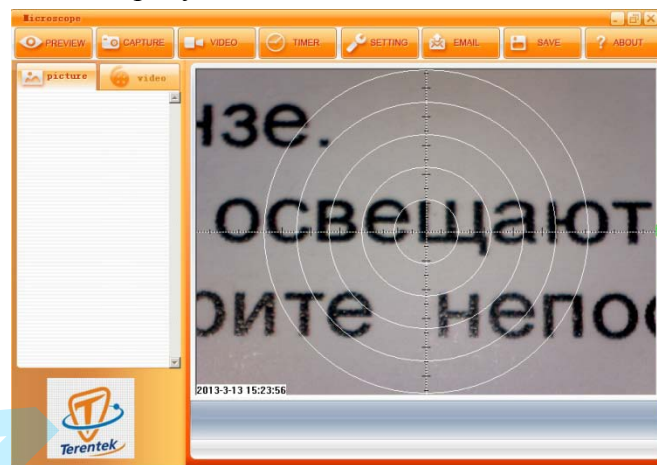 Microscope
PREVIEW CAPTURE VIDEO TIMER SETTING EMAIL SAVE ? ABOUT
picture video
нзе.
освещают
рите непо
2013-3-13 15:23:56
T
Terentek